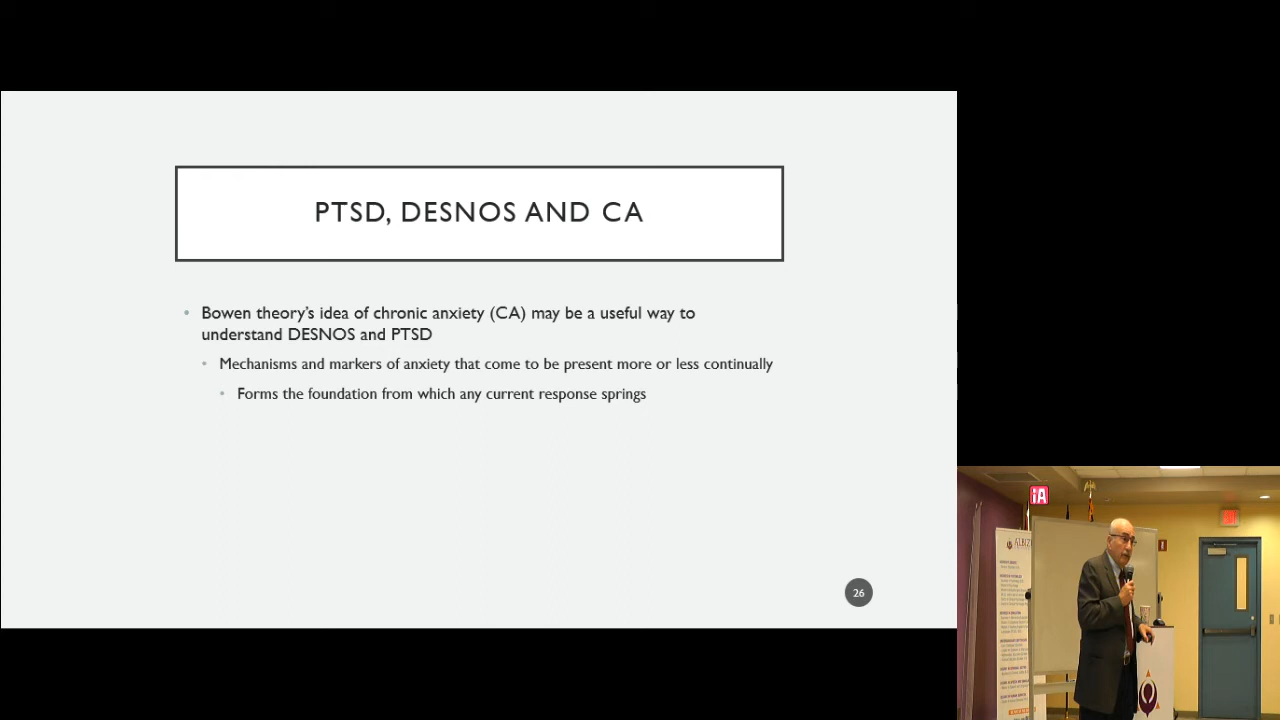 PTSD, DESNOS AND CA
• Bowen theory's idea of chronic anxiety (CA) may be a useful way to
understand DESNOS and PTSD
• Mechanisms and markers of anxiety that come to be present more or less continually
• Forms the foundation from which any current response springs
26
iA
ALBIZ